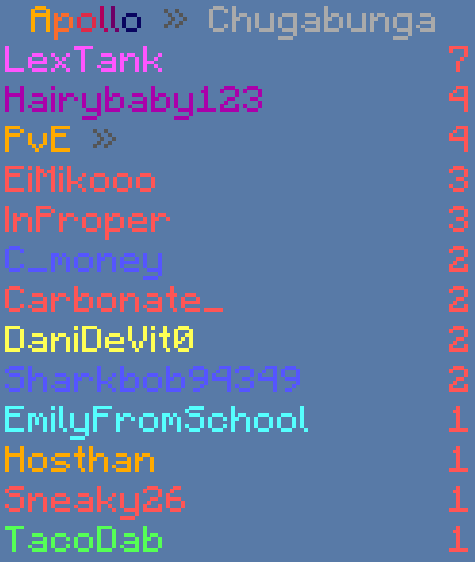 Apollo » Chugabunga
LexTank 7
Hairybaby123 4
PvE » 4
EiMikooo 3
InProper 3
C_money 2
Carbonate_ 2
DaniDeVit0 2
Sharkbob94349 2
EmilyFromSchool 1
Hosthan 1
Sneaky26 1
TacoDab 1